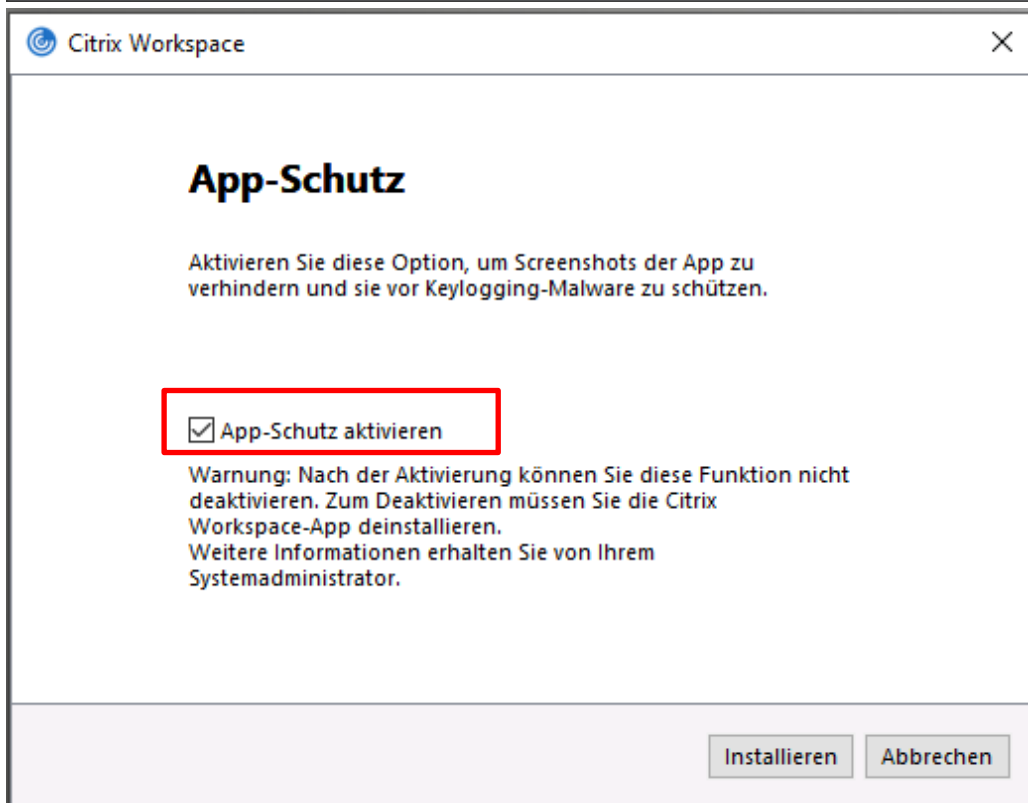 Citrix Workspace
App-Schutz
Aktivieren Sie diese Option, um Screenshots der App zu
verhindern und sie vor Keylogging-Malware zu schützen.
App-Schutz aktivieren
Warnung: Nach der Aktivierung können Sie diese Funktion nicht
deaktivieren. Zum Deaktivieren müssen Sie die Citrix
Workspace-App deinstallieren.
Weitere Informationen erhalten Sie von Ihrem
Systemadministrator.
Installieren Abbrechen